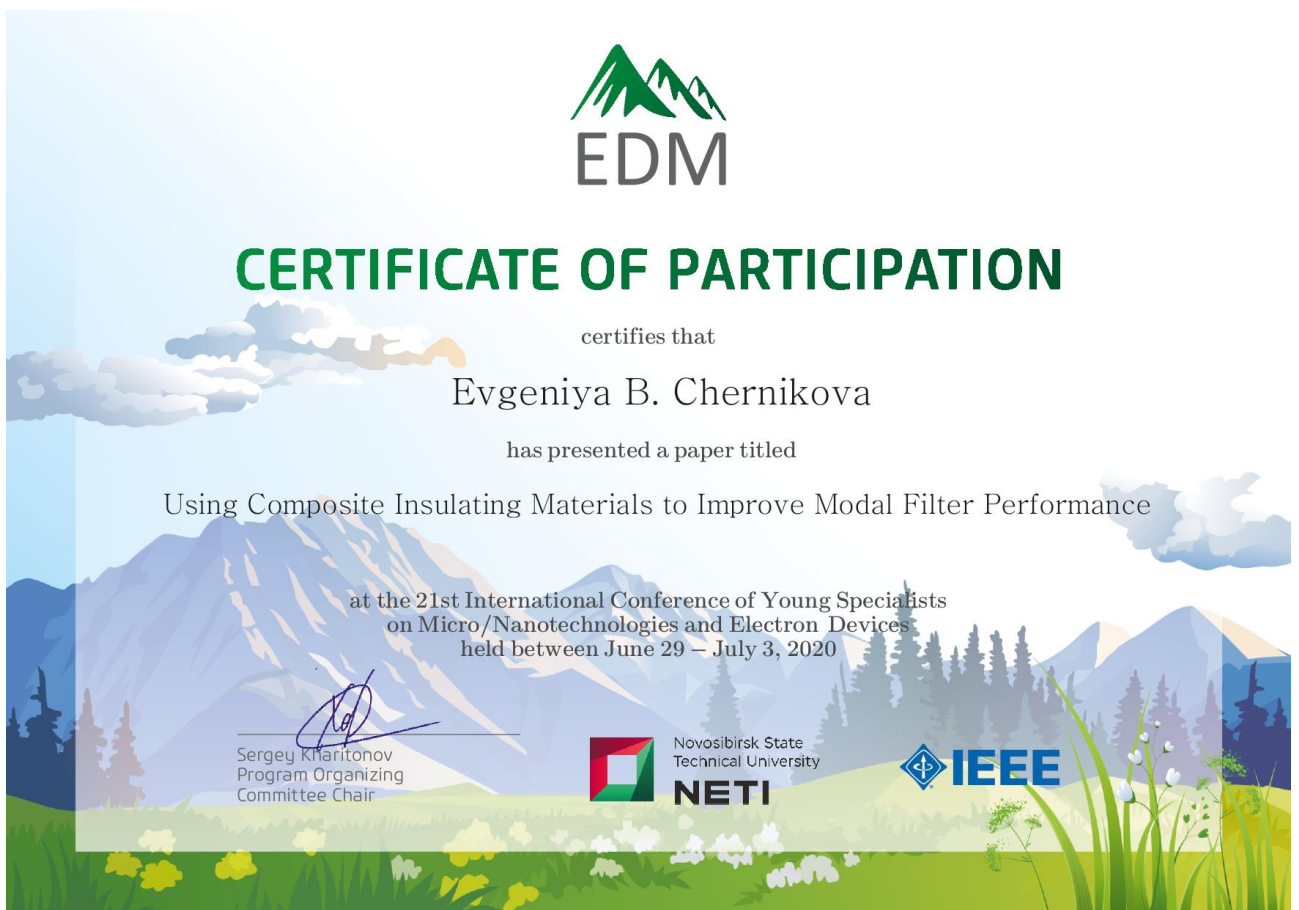 EDM
CERTIFICATE OF PARTICIPATION
certifies that
Evgeniya B. Chernikova
has presented a paper titled
Using Composite Insulating Materials to Improve Modal Filter Performance
at the 21st International Conference of Young Specialists
on Micro/Nanotechnologies and Electron Devices
held between June 29 – July 3, 2020
Sergey Kharitonov
Program Organizing
Committee Chair
Novosibirsk State
Technical University
NETI
IEEE